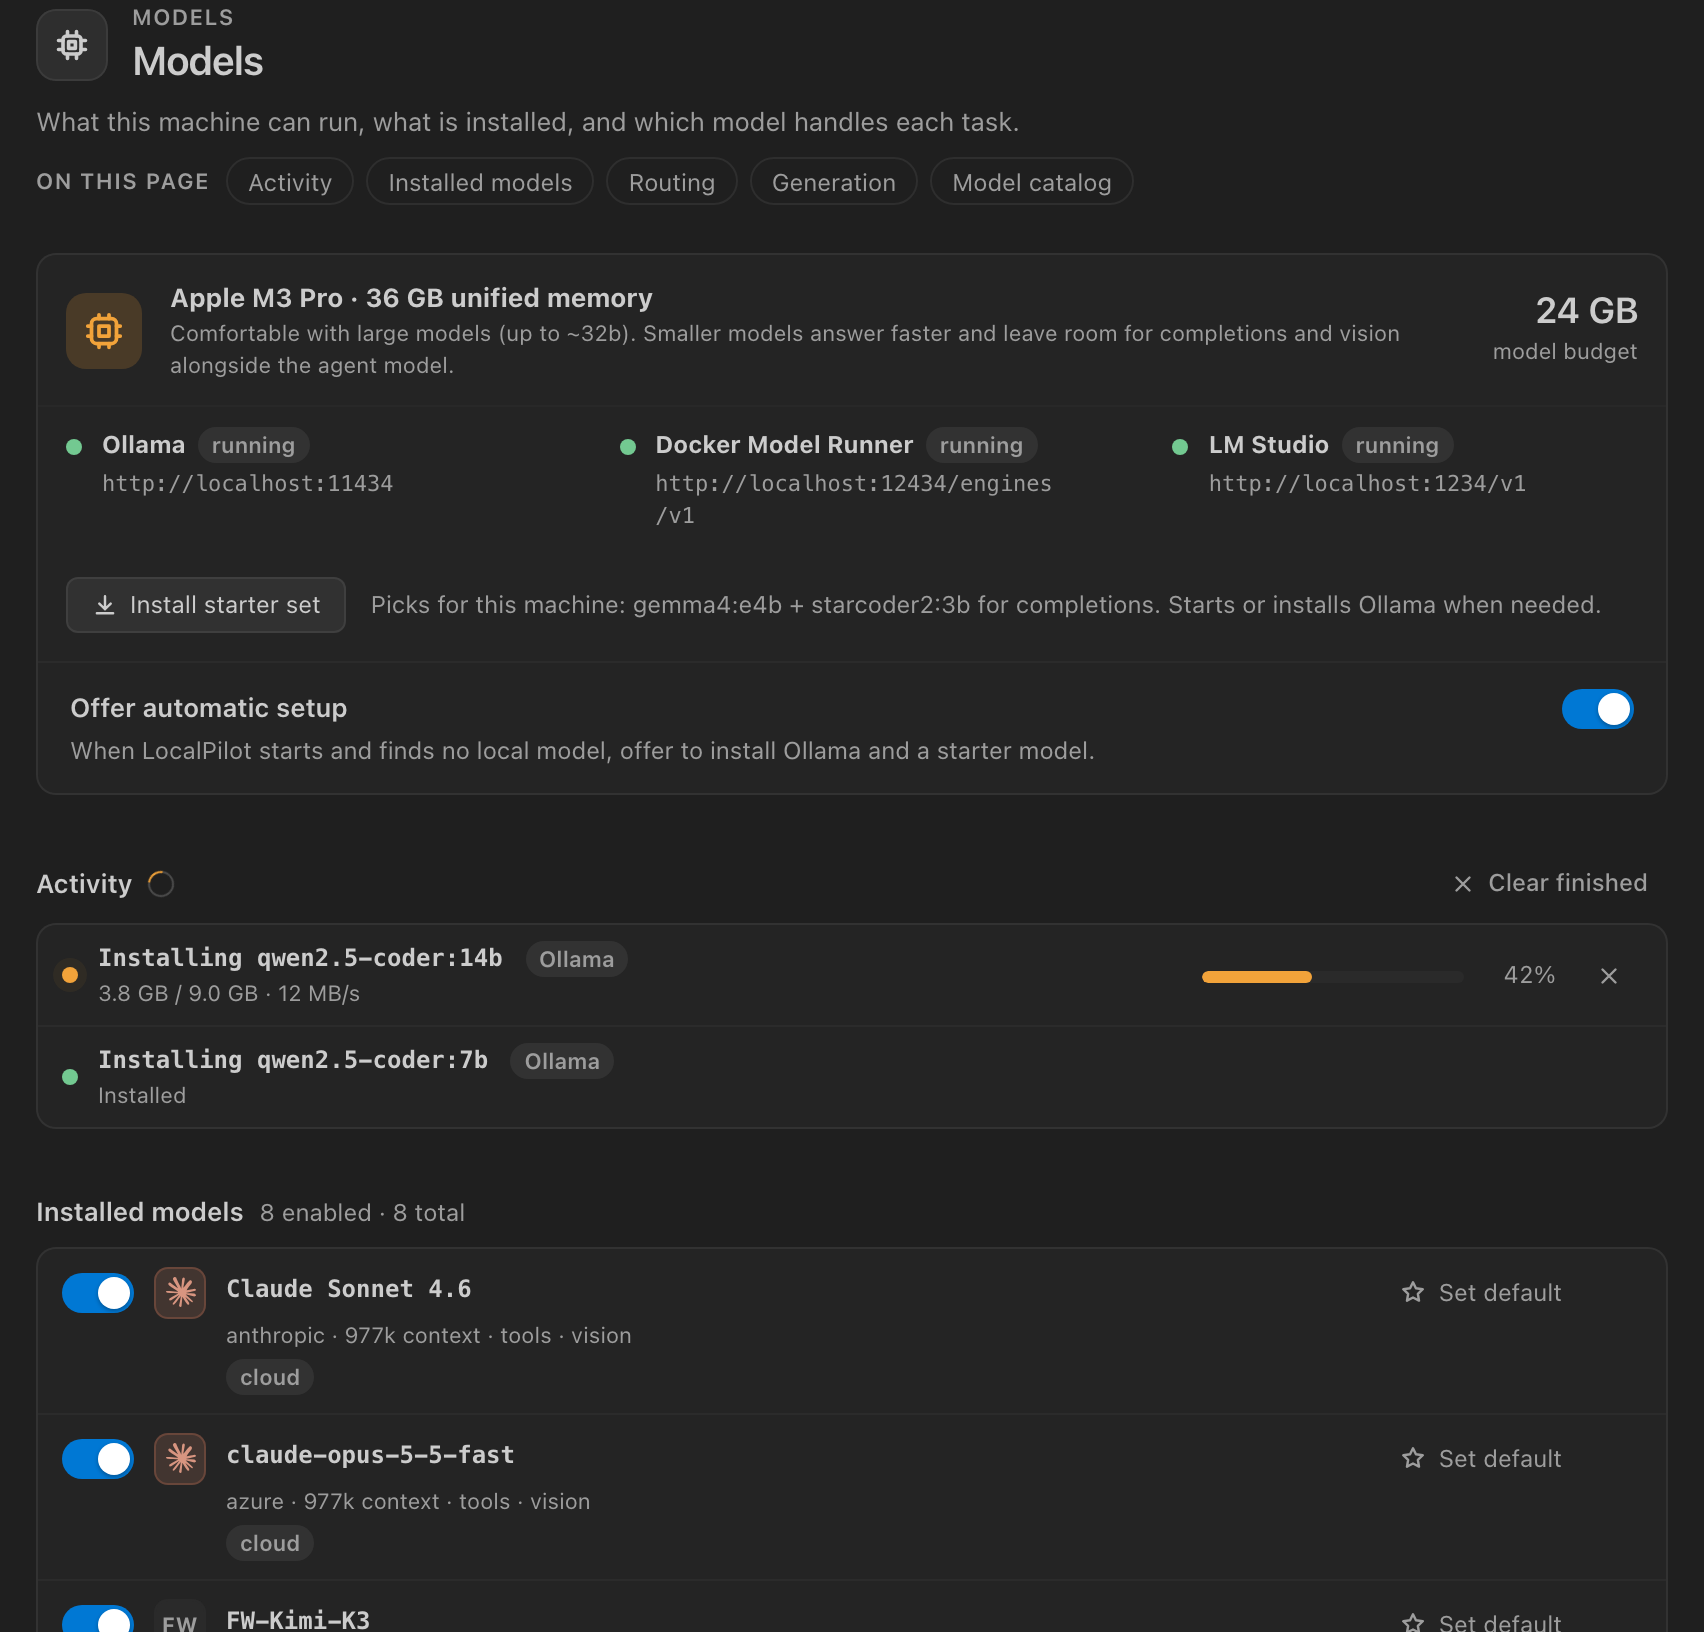 MODELS
Models
What this machine can run, what is installed, and which model handles each task.
ON THIS PAGE Activity Installed models Routing Generation Model catalog
Apple M3 Pro · 36 GB unified memory
Comfortable with large models (up to ~32b). Smaller models answer faster and leave room for completions and vision
alongside the agent model.
24 GB
model budget
Ollama running
http://localhost:11434
Docker Model Runner running
http://localhost:12434/engines
/v1
LM Studio running
http://localhost:1234/v1
Install starter set
Picks for this machine: gemma4:e4b + starcoder2:3b for completions. Starts or installs Ollama when needed.
Offer automatic setup
When LocalPilot starts and finds no local model, offer to install Ollama and a starter model.
Activity
Clear finished
Installing qwen2.5-coder:14b Ollama
3.8 GB / 9.0 GB · 12 MB/s
42%
Installing qwen2.5-coder:7b Ollama
Installed
Installed models 8 enabled · 8 total
Claude Sonnet 4.6
Set default
anthropic · 977k context · tools · vision
cloud
claude-opus-5-5-fast
Set default
azure · 977k context · tools · vision
cloud
FW FW-Kimi-K3
Set default